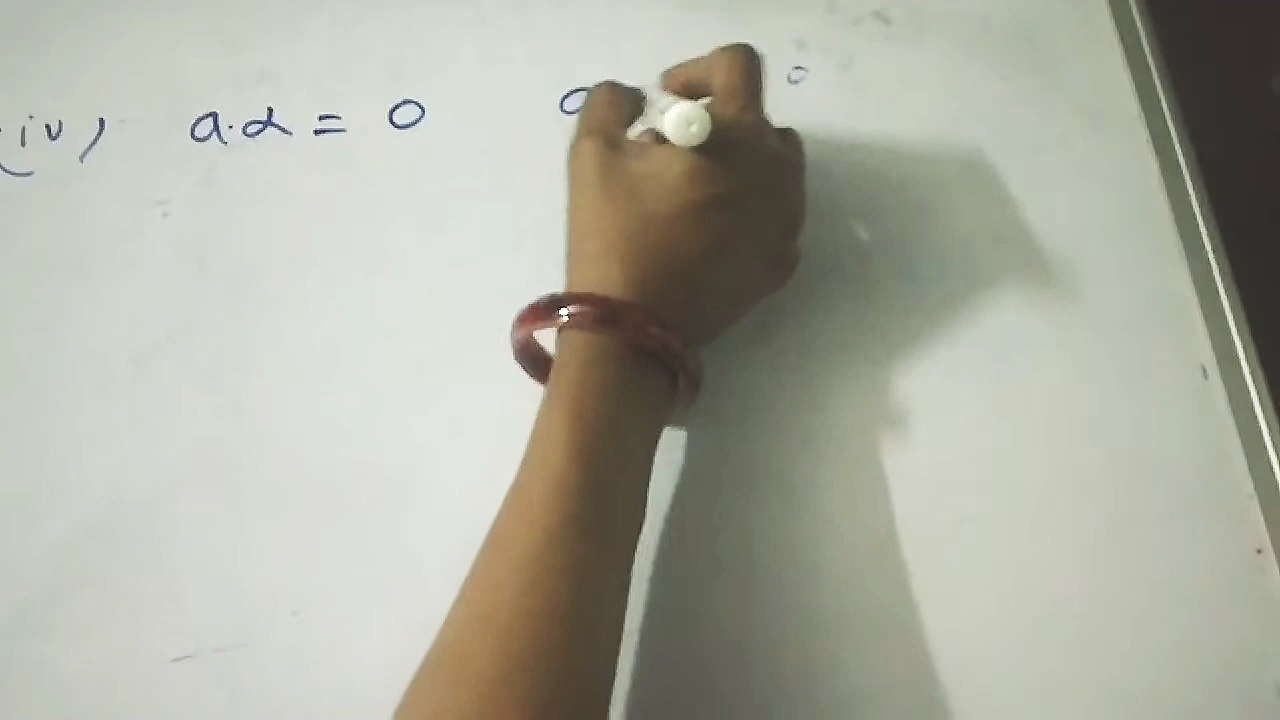 (iv) a.α = 0